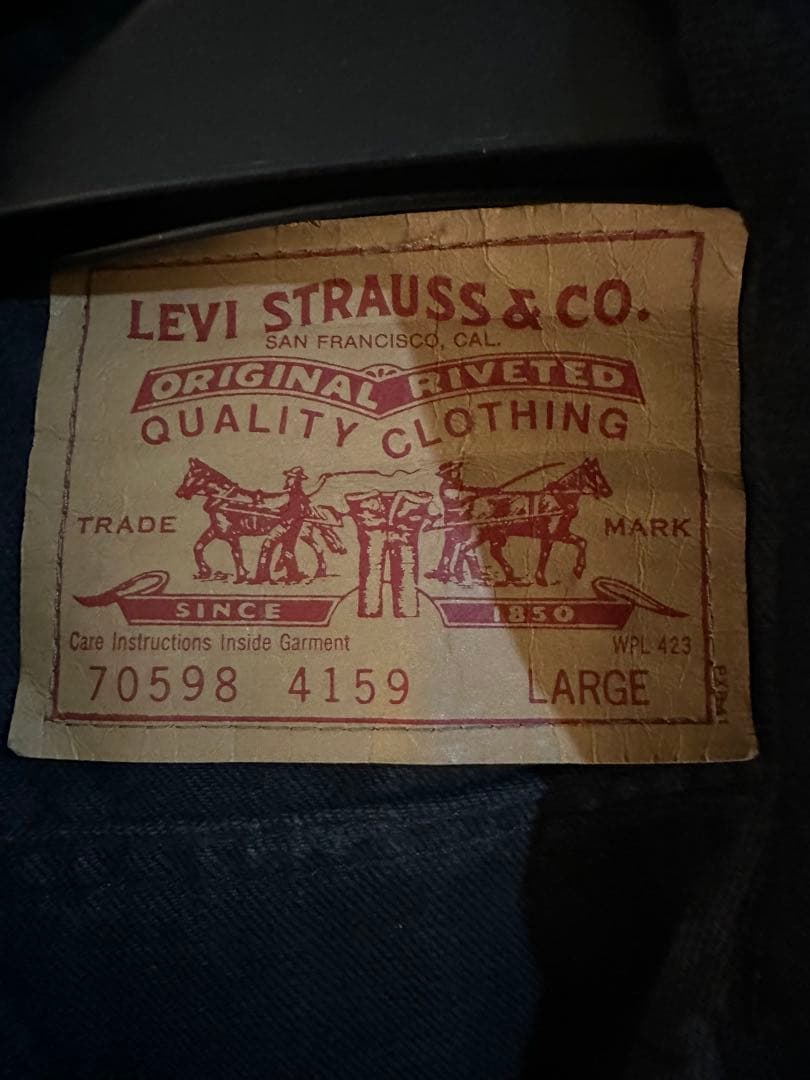 LEVI STRAUSS & CO.
SAN FRANCISCO, CAL.
ORIGINAL RIVETED
QUALITY CLOTHING
TRADE MARK
SINCE 1850
Care Instructions Inside Garment WPL 423
70598 4159 LARGE